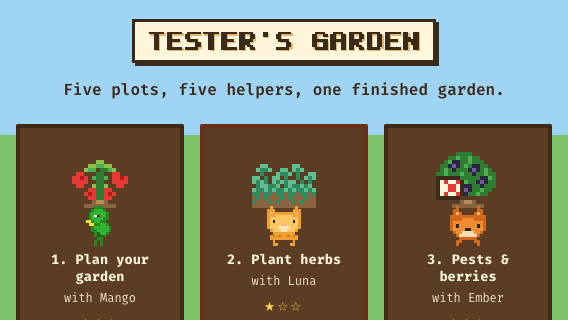 TESTER'S GARDEN
Five plots, five helpers, one finished garden.
1. Plan your
garden
with Mango
2. Plant herbs
with Luna
★☆☆
3. Pests &
berries
with Ember